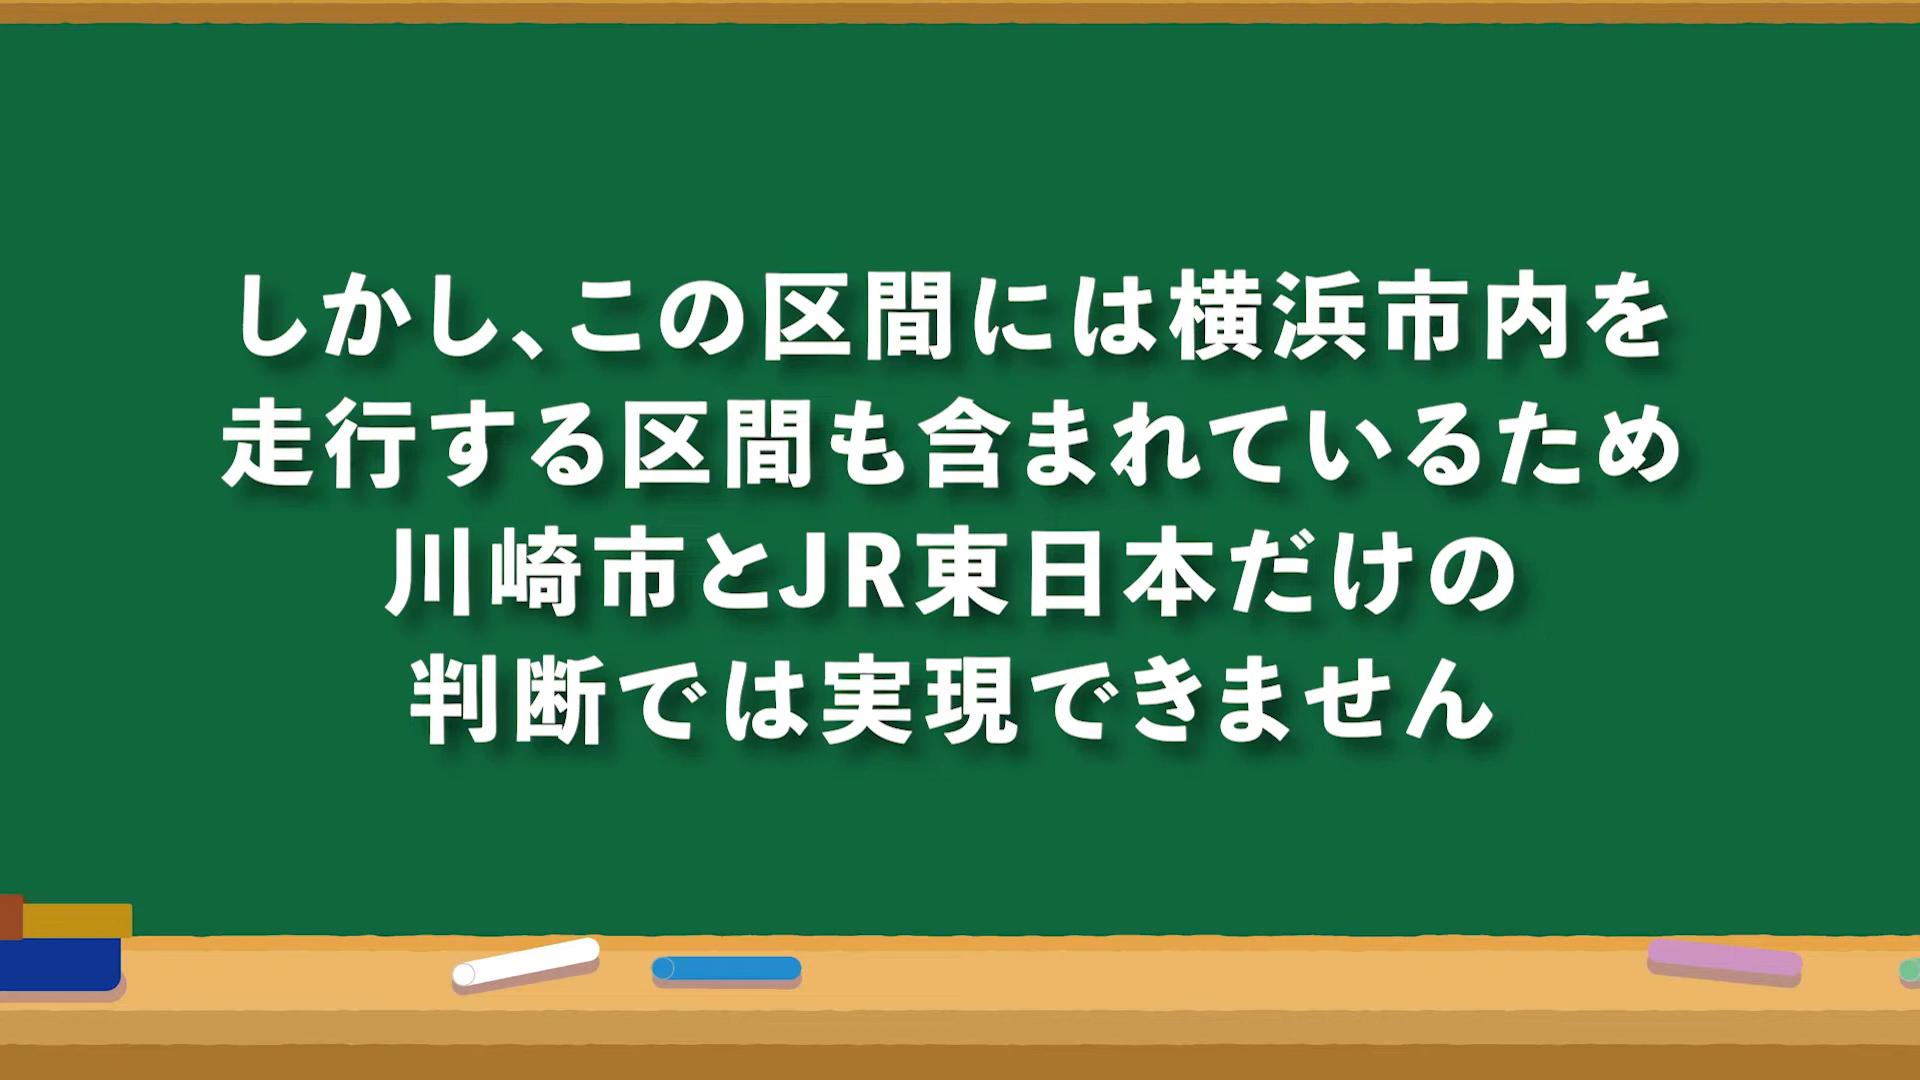 しかし、この区間には横浜市内を
走行する区間も含まれているため
川崎市とJR東日本だけの
判断では実現できません